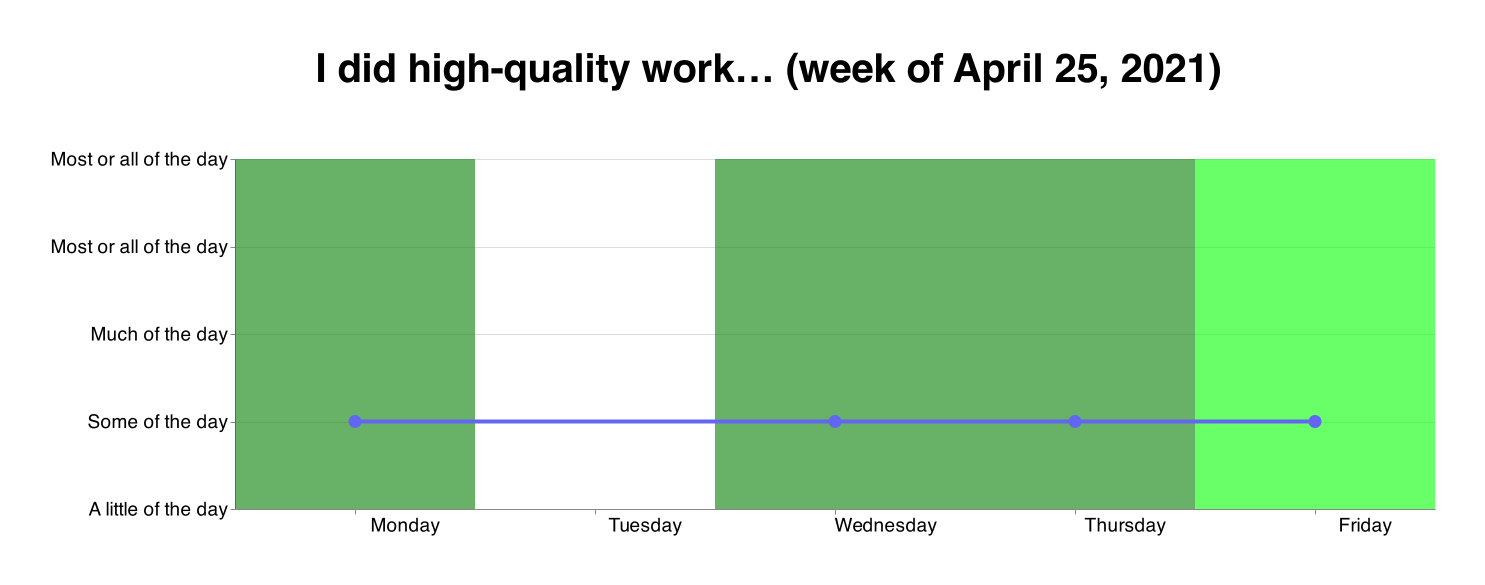 I did high-quality work… (week of April 25, 2021)
Most or all of the day
Most or all of the day
Much of the day
Some of the day
A little of the day
Monday Tuesday Wednesday Thursday Friday